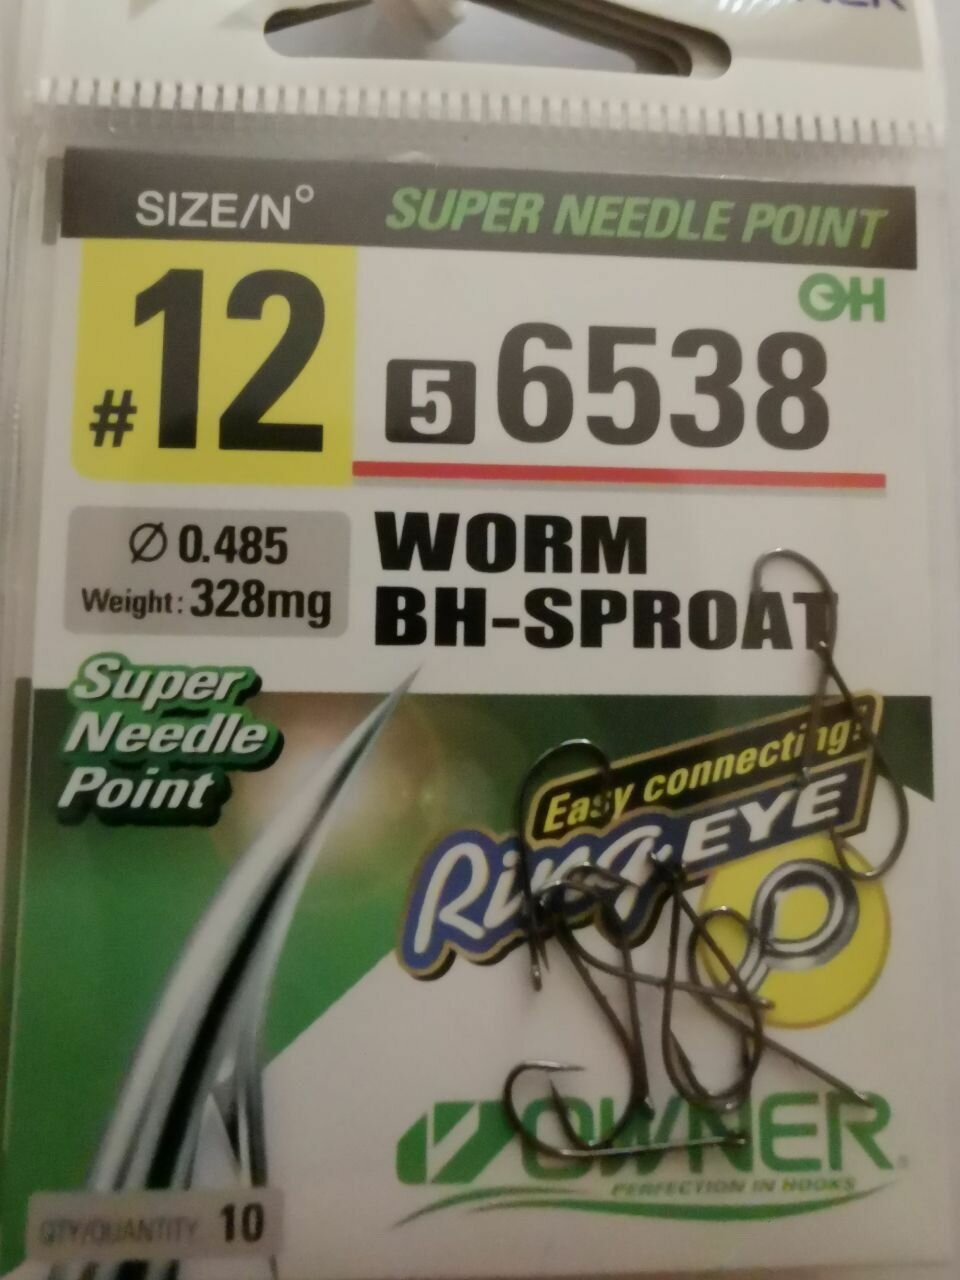 SIZE/N° SUPER NEEDLE POINT
#12
5 6538
Ø 0.485
Weight: 328mg
WORM
BH-SPROAT
Super
Needle
Point
Easy connecting!
Ring EYE
OWNER
PERFECTION IN HOOKS
QTY/QUANTITY 10